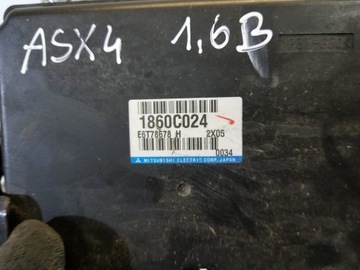 ASX4 1,6B
1860C024
E6T78678 H 2X05
0034
MITSUBISHI ELECTRIC CORP. JAPAN